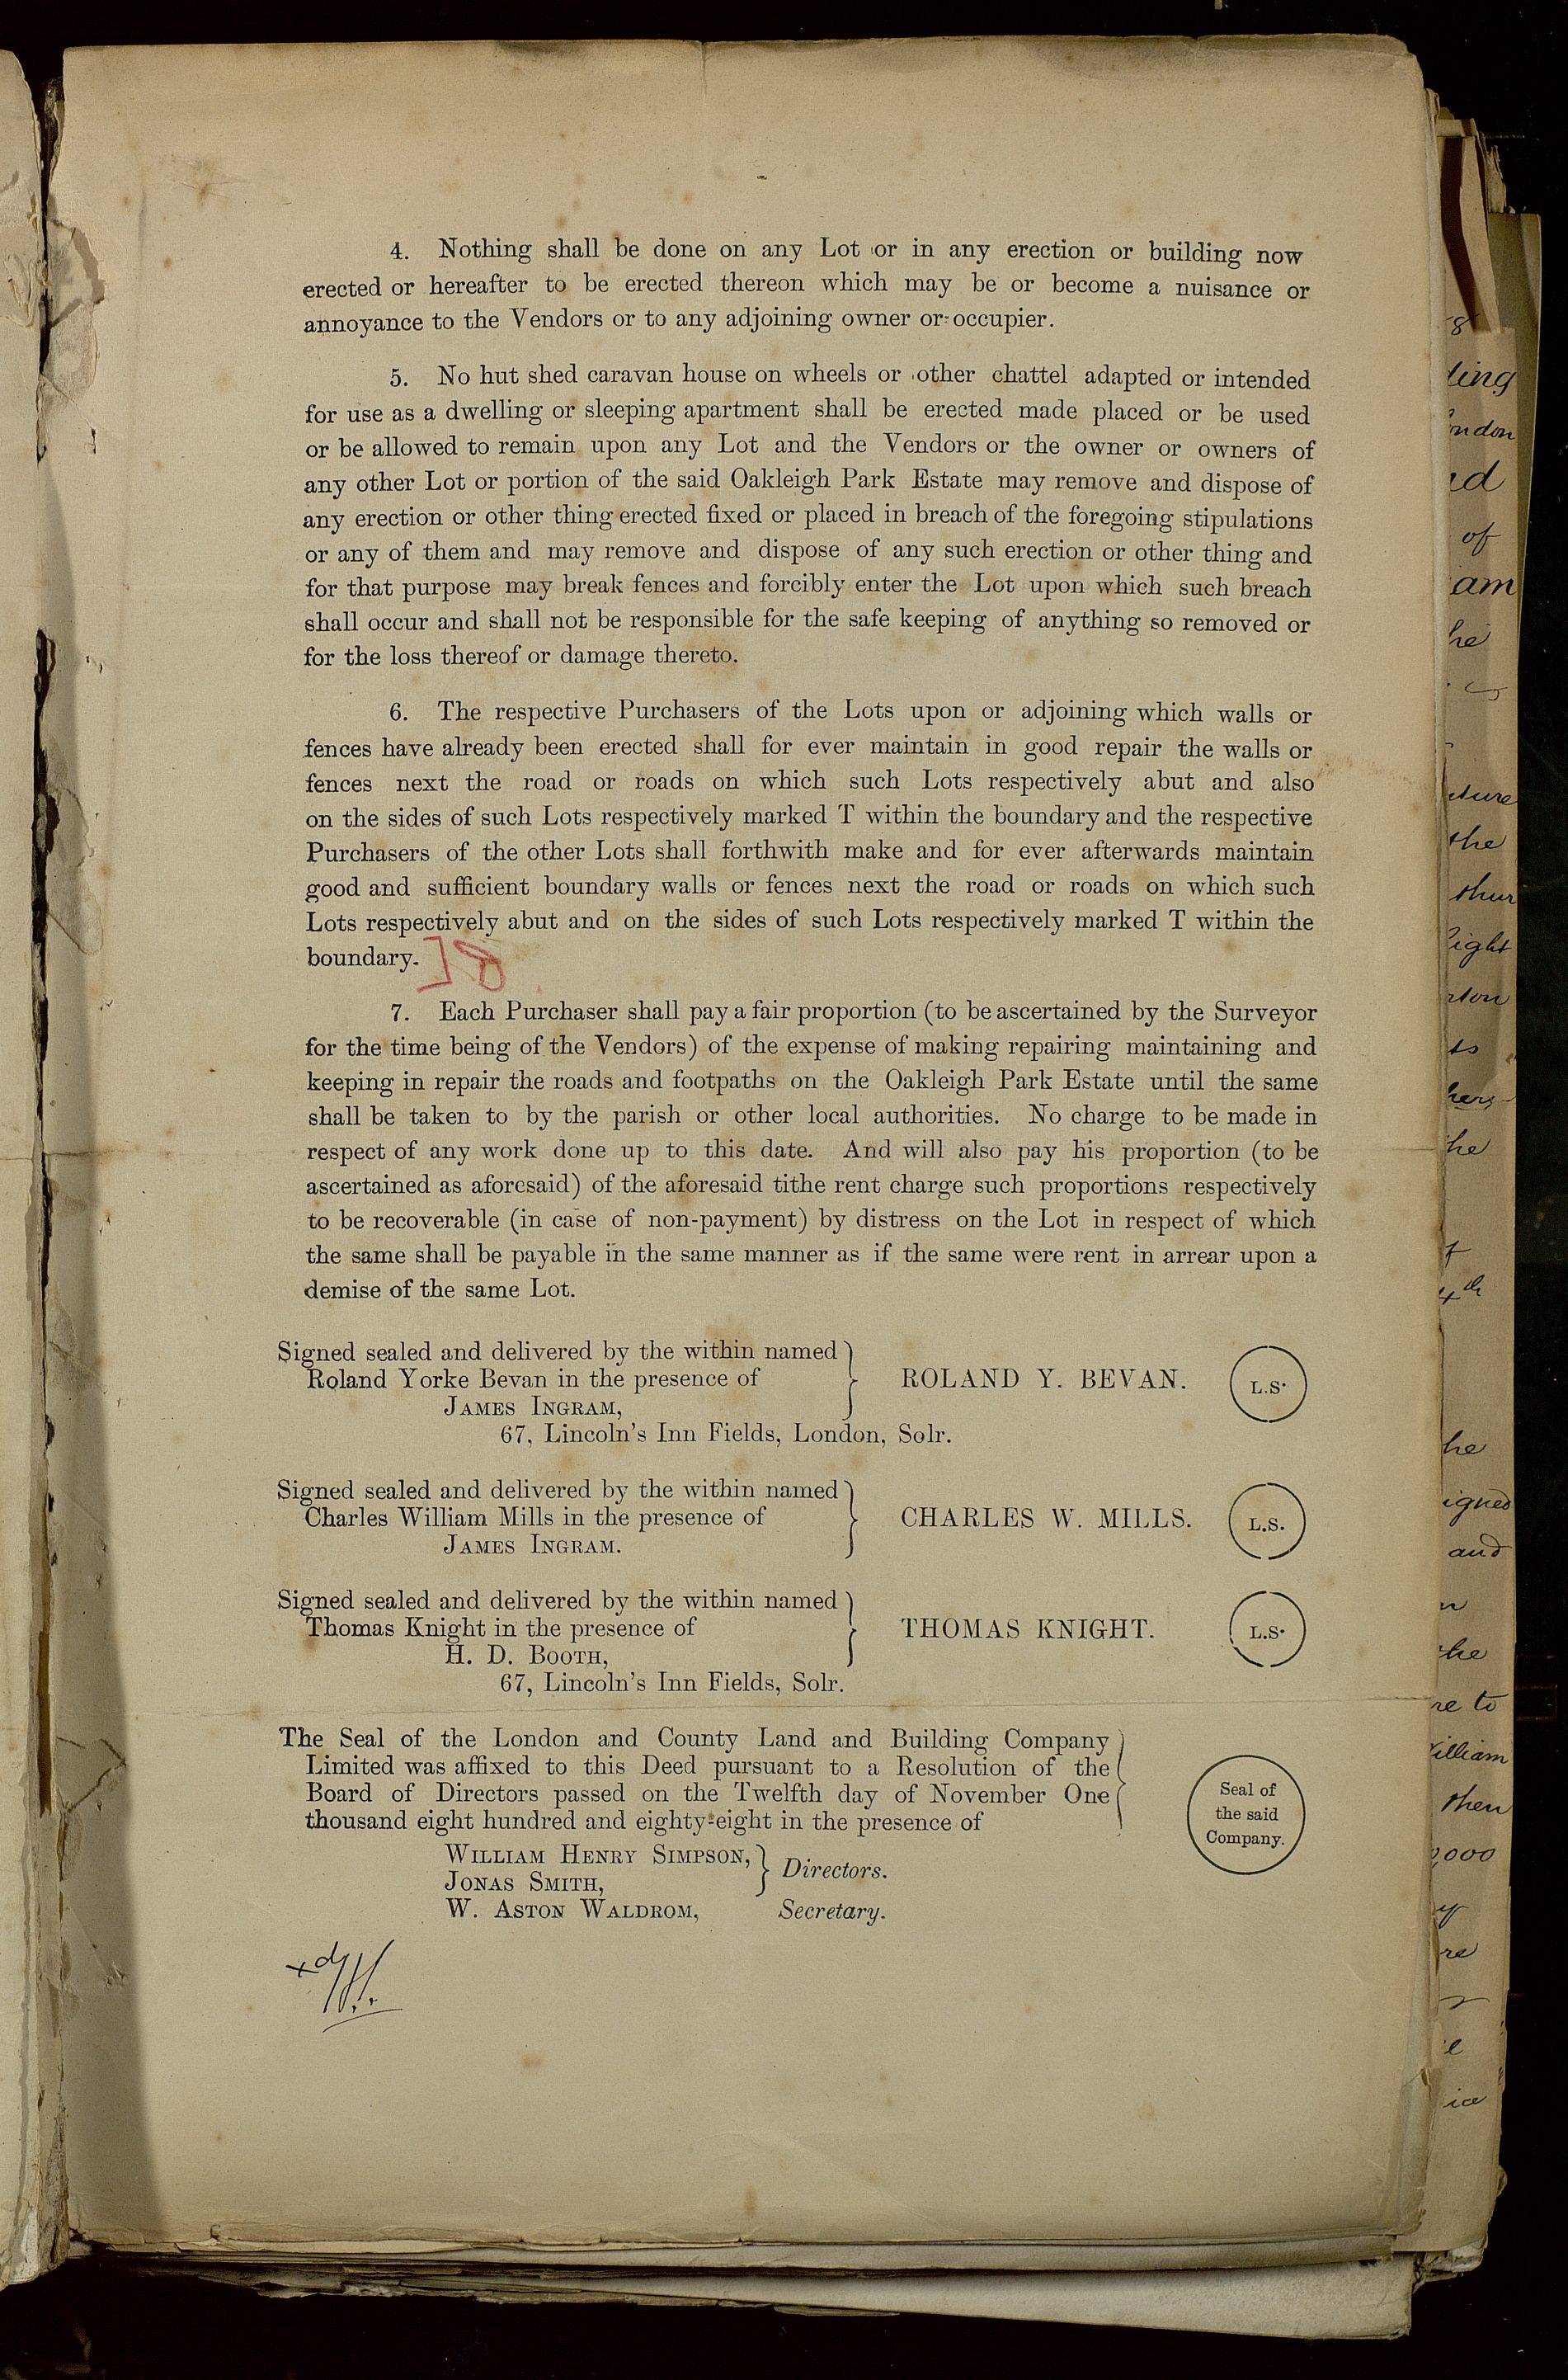 4. Nothing shall be done on any Lot or in any erection or building now
erected or hereafter to be erected thereon which may be or become a nuisance or
annoyance to the Vendors or to any adjoining owner or occupier.
5. No hut shed caravan house on wheels or other chattel adapted or intended
for use as a dwelling or sleeping apartment shall be erected made placed or be used
or be allowed to remain upon any Lot and the Vendors or the owner or owners of
any other Lot or portion of the said Oakleigh Park Estate may remove and dispose of
any erection or other thing erected fixed or placed in breach of the foregoing stipulations
or any of them and may remove and dispose of any such erection or other thing and
for that purpose may break fences and forcibly enter the Lot upon which such breach
shall occur and shall not be responsible for the safe keeping of anything so removed or
for the loss thereof or damage thereto.
6. The respective Purchasers of the Lots upon or adjoining which walls or
fences have already been erected shall for ever maintain in good repair the walls or
fences next the road or roads on which such Lots respectively abut and also
on the sides of such Lots respectively marked T within the boundary and the respective
Purchasers of the other Lots shall forthwith make and for ever afterwards maintain
good and sufficient boundary walls or fences next the road or roads on which such
Lots respectively abut and on the sides of such Lots respectively marked T within the
boundary. ] 8
7. Each Purchaser shall pay a fair proportion (to be ascertained by the Surveyor
for the time being of the Vendors) of the expense of making repairing maintaining and
keeping in repair the roads and footpaths on the Oakleigh Park Estate until the same
shall be taken to by the parish or other local authorities. No charge to be made in
respect of any work done up to this date. And will also pay his proportion (to be
ascertained as aforesaid) of the aforesaid tithe rent charge such proportions respectively
to be recoverable (in case of non-payment) by distress on the Lot in respect of which
the same shall be payable in the same manner as if the same were rent in arrear upon a
demise of the same Lot.
Signed sealed and delivered by the within named
Roland Yorke Bevan in the presence of
ROLAND Y. BEVAN. L.S.
JAMES INGRAM,
67, Lincoln's Inn Fields, London, Solr.
Signed sealed and delivered by the within named
Charles William Mills in the presence of
CHARLES W. MILLS. L.S.
JAMES INGRAM.
Signed sealed and delivered by the within named
Thomas Knight in the presence of
THOMAS KNIGHT. L.S.
H. D. BOOTH,
67, Lincoln's Inn Fields, Solr.
The Seal of the London and County Land and Building Company
Limited was affixed to this Deed pursuant to a Resolution of the
Board of Directors passed on the Twelfth day of November One
thousand eight hundred and eighty-eight in the presence of
Seal of
the said
Company.
WILLIAM HENRY SIMPSON,
JONAS SMITH,
Directors.
W. ASTON WALDROM, Secretary.
8
ndon
of
am
he
the
he
4th
he
igned
and
the
re to
illiam
then
,000
re